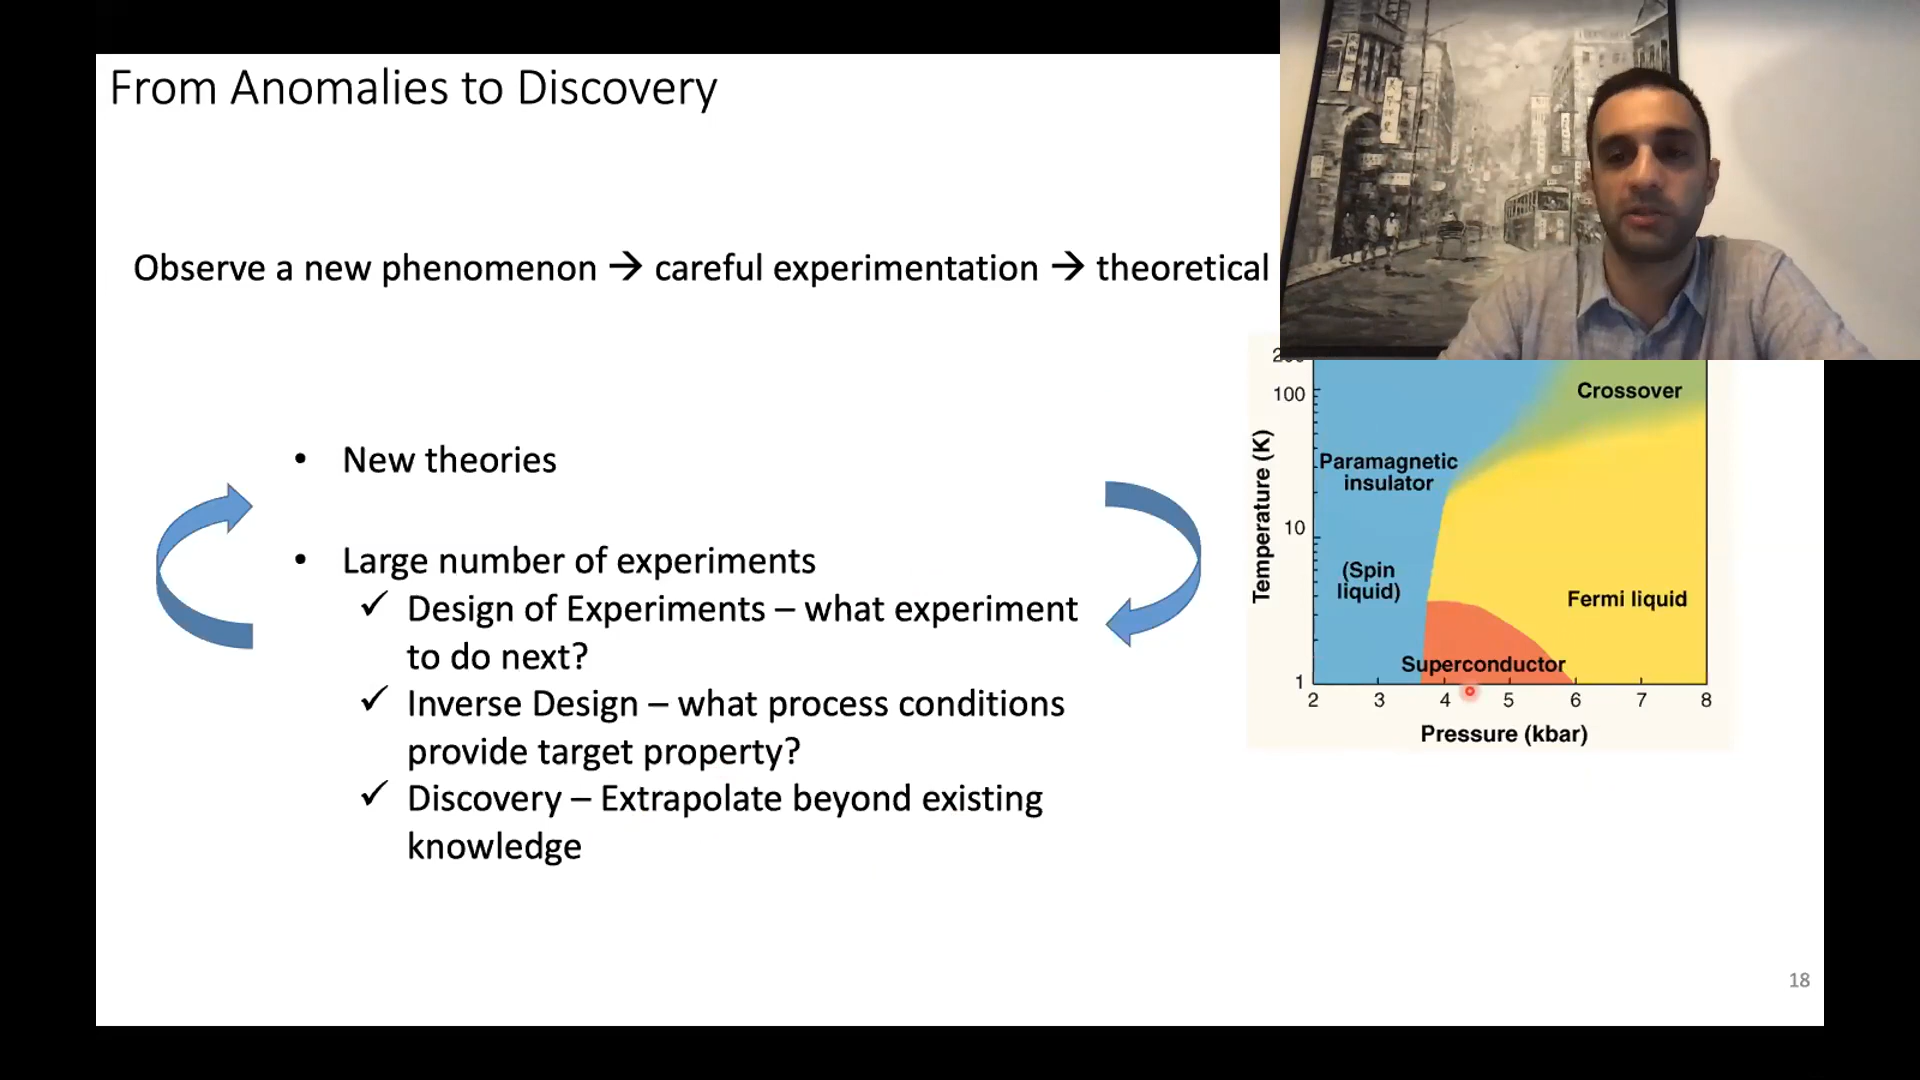 From Anomalies to Discovery
Observe a new phenomenon → careful experimentation → theoretical
• New theories
• Large number of experiments
✓ Design of Experiments – what experiment
to do next?
✓ Inverse Design – what process conditions
provide target property?
✓ Discovery – Extrapolate beyond existing
knowledge
100
10
1
Temperature (K)
Crossover
Paramagnetic
insulator
(Spin
liquid)
Fermi liquid
Superconductor
2 3 4 5 6 7 8
Pressure (kbar)
18